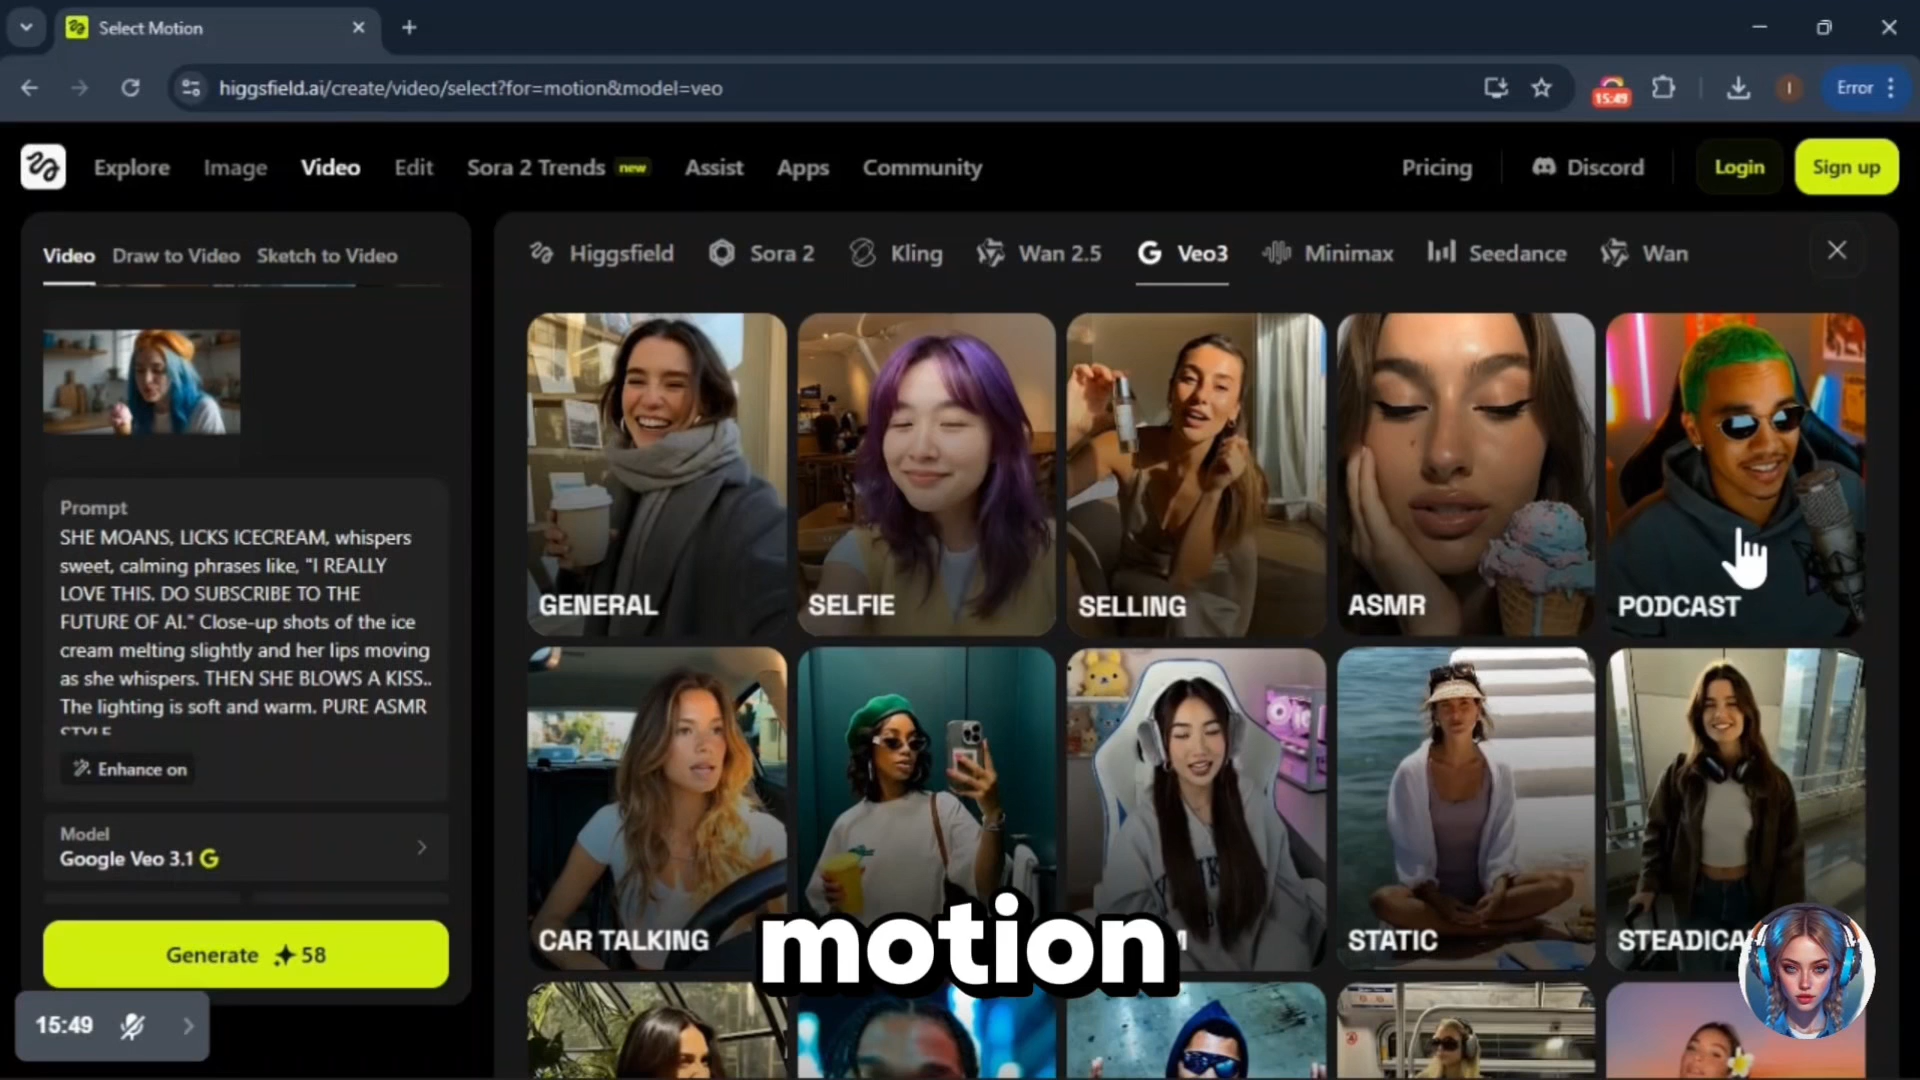 Select Motion
higgsfield.ai/create/video/select?for=motion&model=veo
15:49
I
Error
Explore
Image
Video
Edit
Sora 2 Trends new
Assist
Apps
Community
Pricing
Discord
Login
Sign up
Video
Draw to Video
Sketch to Video
Higgsfield
Sora 2
Kling
Wan 2.5
G Veo3
Minimax
Seedance
Wan
Prompt
SHE MOANS, LICKS ICECREAM, whispers
sweet, calming phrases like, "I REALLY
LOVE THIS. DO SUBSCRIBE TO THE
FUTURE OF AI." Close-up shots of the ice
cream melting slightly and her lips moving
as she whispers. THEN SHE BLOWS A KISS..
The lighting is soft and warm. PURE ASMR
STYLE
Enhance on
Model
Google Veo 3.1 G
Generate 58
15:49
GENERAL
SELFIE
SELLING
ASMR
PODCAST
CAR TALKING
STATIC
motion